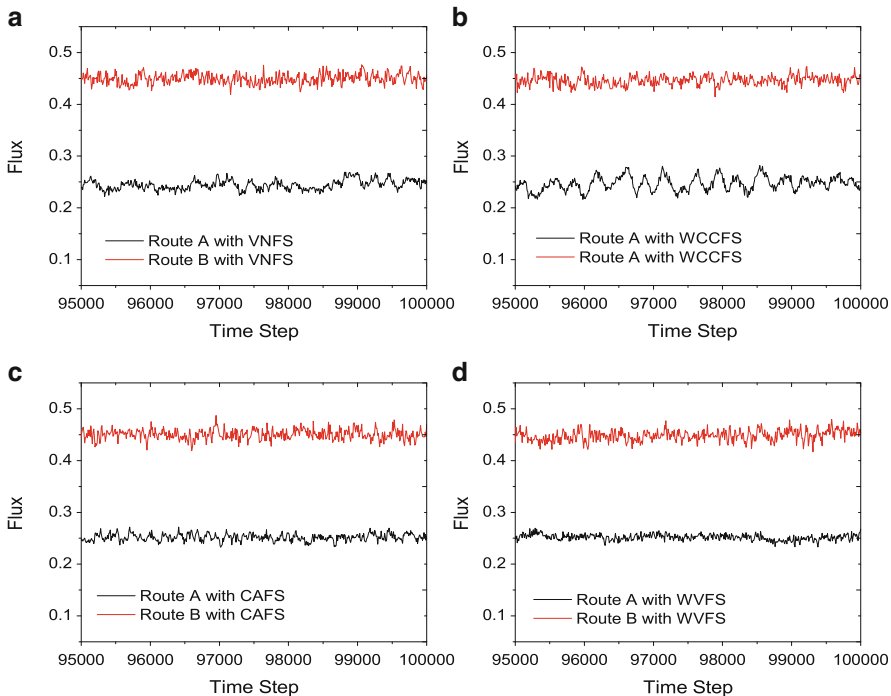 a
0.5
0.4
0.3
0.2
0.1
Flux
Route A with VNFS
Route B with VNFS
95000 96000 97000 98000 99000 100000
Time Step
b
0.5
0.4
0.3
0.2
0.1
Flux
Route A with WCCFS
Route A with WCCFS
95000 96000 97000 98000 99000 100000
Time Step
c
0.5
0.4
0.3
0.2
0.1
Flux
Route A with CAFS
Route B with CAFS
95000 96000 97000 98000 99000 100000
Time Step
d
0.5
0.4
0.3
0.2
0.1
Flux
Route A with WVFS
Route B with WVFS
95000 96000 97000 98000 99000 100000
Time Step